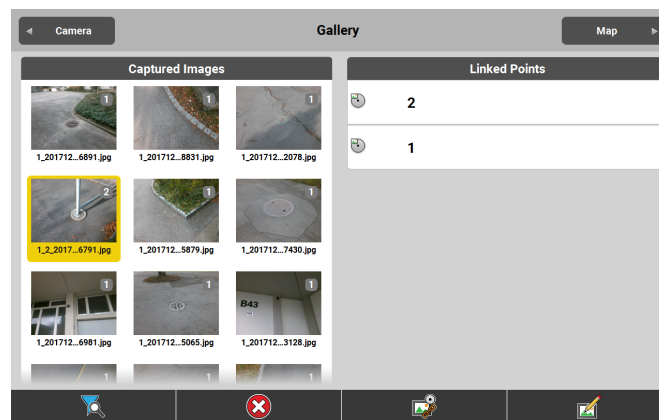 Camera
Gallery
Map
Captured Images
Linked Points
1
1
1
1_201712...6891.jpg
1_201712...8831.jpg
1_201712...2078.jpg
2
1
1
1_2_2017...6791.jpg
1_201712...5879.jpg
1_201712...7430.jpg
1
1
B43
1
1_201712...6981.jpg
1_201712...5065.jpg
1_201712...3128.jpg
1
1
1
2
1